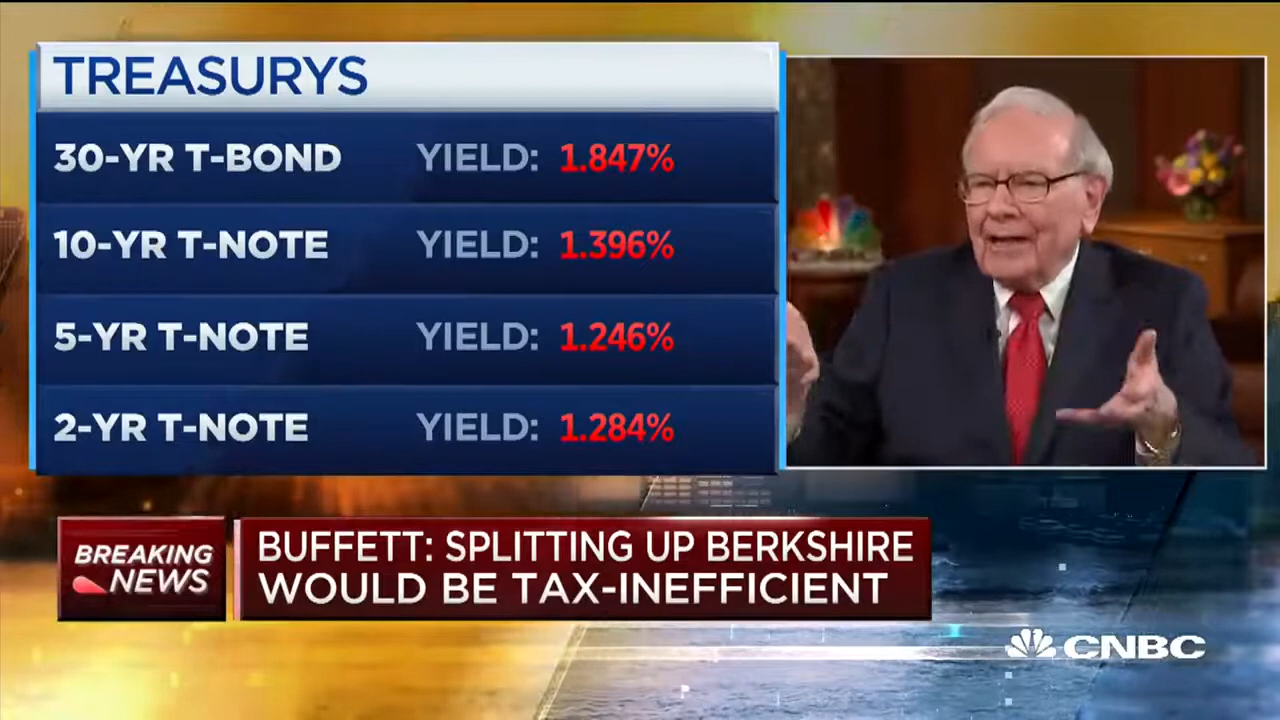 TREASURYS
30-YR T-BOND YIELD: 1.847%
10-YR T-NOTE YIELD: 1.396%
5-YR T-NOTE YIELD: 1.246%
2-YR T-NOTE YIELD: 1.284%
BREAKING
NEWS
BUFFETT: SPLITTING UP BERKSHIRE
WOULD BE TAX-INEFFICIENT
CNBC